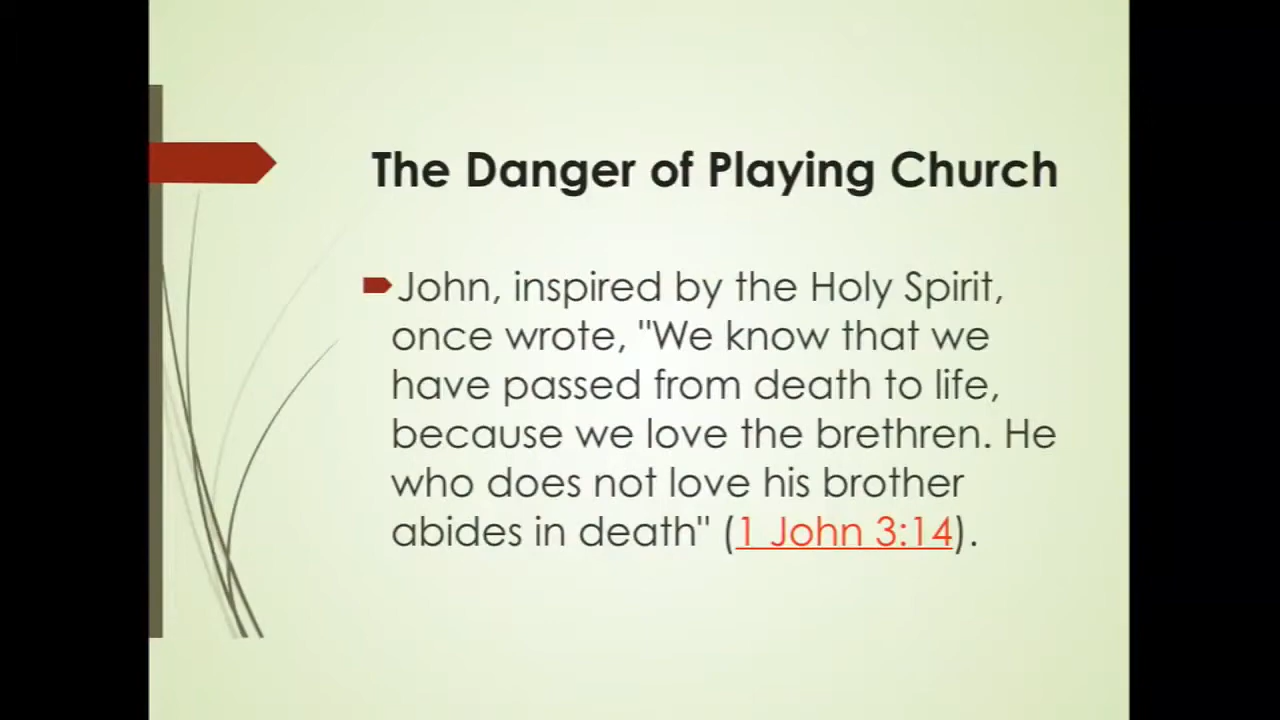 The Danger of Playing Church
John, inspired by the Holy Spirit,
once wrote, "We know that we
have passed from death to life,
because we love the brethren. He
who does not love his brother
abides in death" (1 John 3:14).